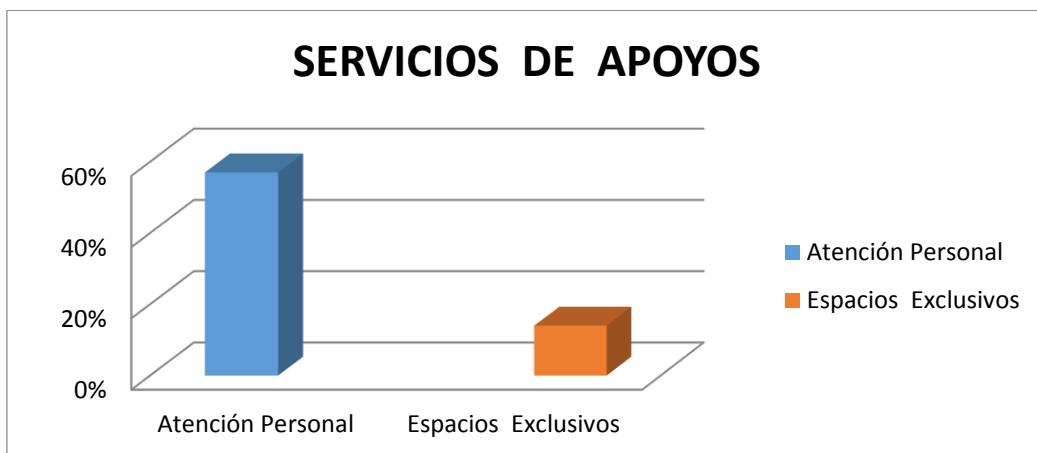 SERVICIOS DE APOYOS
60%
40%
20%
0%
Atención Personal
Espacios Exclusivos
Atención Personal
Espacios Exclusivos